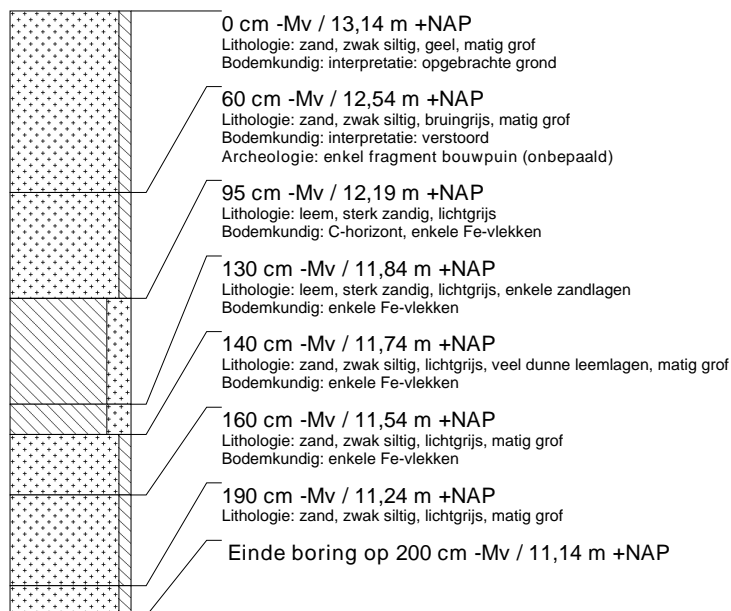 0 cm -Mv / 13,14 m +NAP
Lithologie: zand, zwak siltig, geel, matig grof
Bodemkundig: interpretatie: opgebrachte grond
60 cm -Mv / 12,54 m +NAP
Lithologie: zand, zwak siltig, bruingrijs, matig grof
Bodemkundig: interpretatie: verstoord
Archeologie: enkel fragment bouwpuin (onbepaald)
95 cm -Mv / 12,19 m +NAP
Lithologie: leem, sterk zandig, lichtgrijs
Bodemkundig: C-horizont, enkele Fe-vlekken
130 cm -Mv / 11,84 m +NAP
Lithologie: leem, sterk zandig, lichtgrijs, enkele zandlagen
Bodemkundig: enkele Fe-vlekken
140 cm -Mv / 11,74 m +NAP
Lithologie: zand, zwak siltig, lichtgrijs, veel dunne leemlagen, matig grof
Bodemkundig: enkele Fe-vlekken
160 cm -Mv / 11,54 m +NAP
Lithologie: zand, zwak siltig, lichtgrijs, matig grof
Bodemkundig: enkele Fe-vlekken
190 cm -Mv / 11,24 m +NAP
Lithologie: zand, zwak siltig, lichtgrijs, matig grof
Einde boring op 200 cm -Mv / 11,14 m +NAP